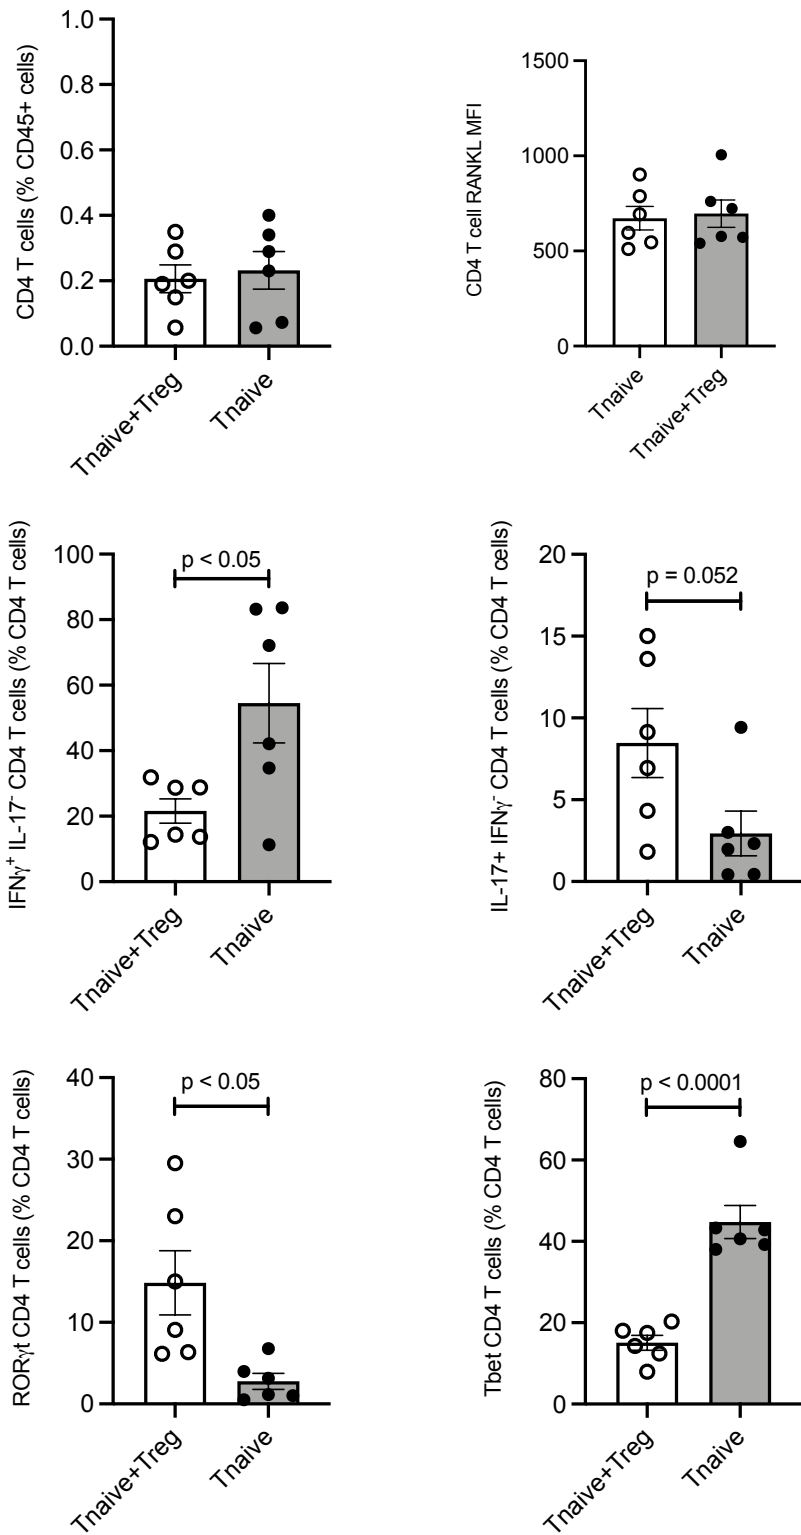 CD4 T cells (% CD45+ cells)
1.0
0.8
0.6
0.4
0.2
0.0
Tnaive+Treg
Tnaive
CD4 T cell RANKL MFI
1500
1000
500
0
Tnaive
Tnaive+Treg
IFNγ⁺ IL-17⁻ CD4 T cells (% CD4 T cells)
100
80
60
40
20
0
p < 0.05
Tnaive+Treg
Tnaive
IL-17+ IFNγ⁻ CD4 T cells (% CD4 T cells)
20
15
10
5
0
p = 0.052
Tnaive+Treg
Tnaive
RORγt CD4 T cells (% CD4 T cells)
40
30
20
10
0
p < 0.05
Tnaive+Treg
Tnaive
Tbet CD4 T cells (% CD4 T cells)
80
60
40
20
0
p < 0.0001
Tnaive+Treg
Tnaive